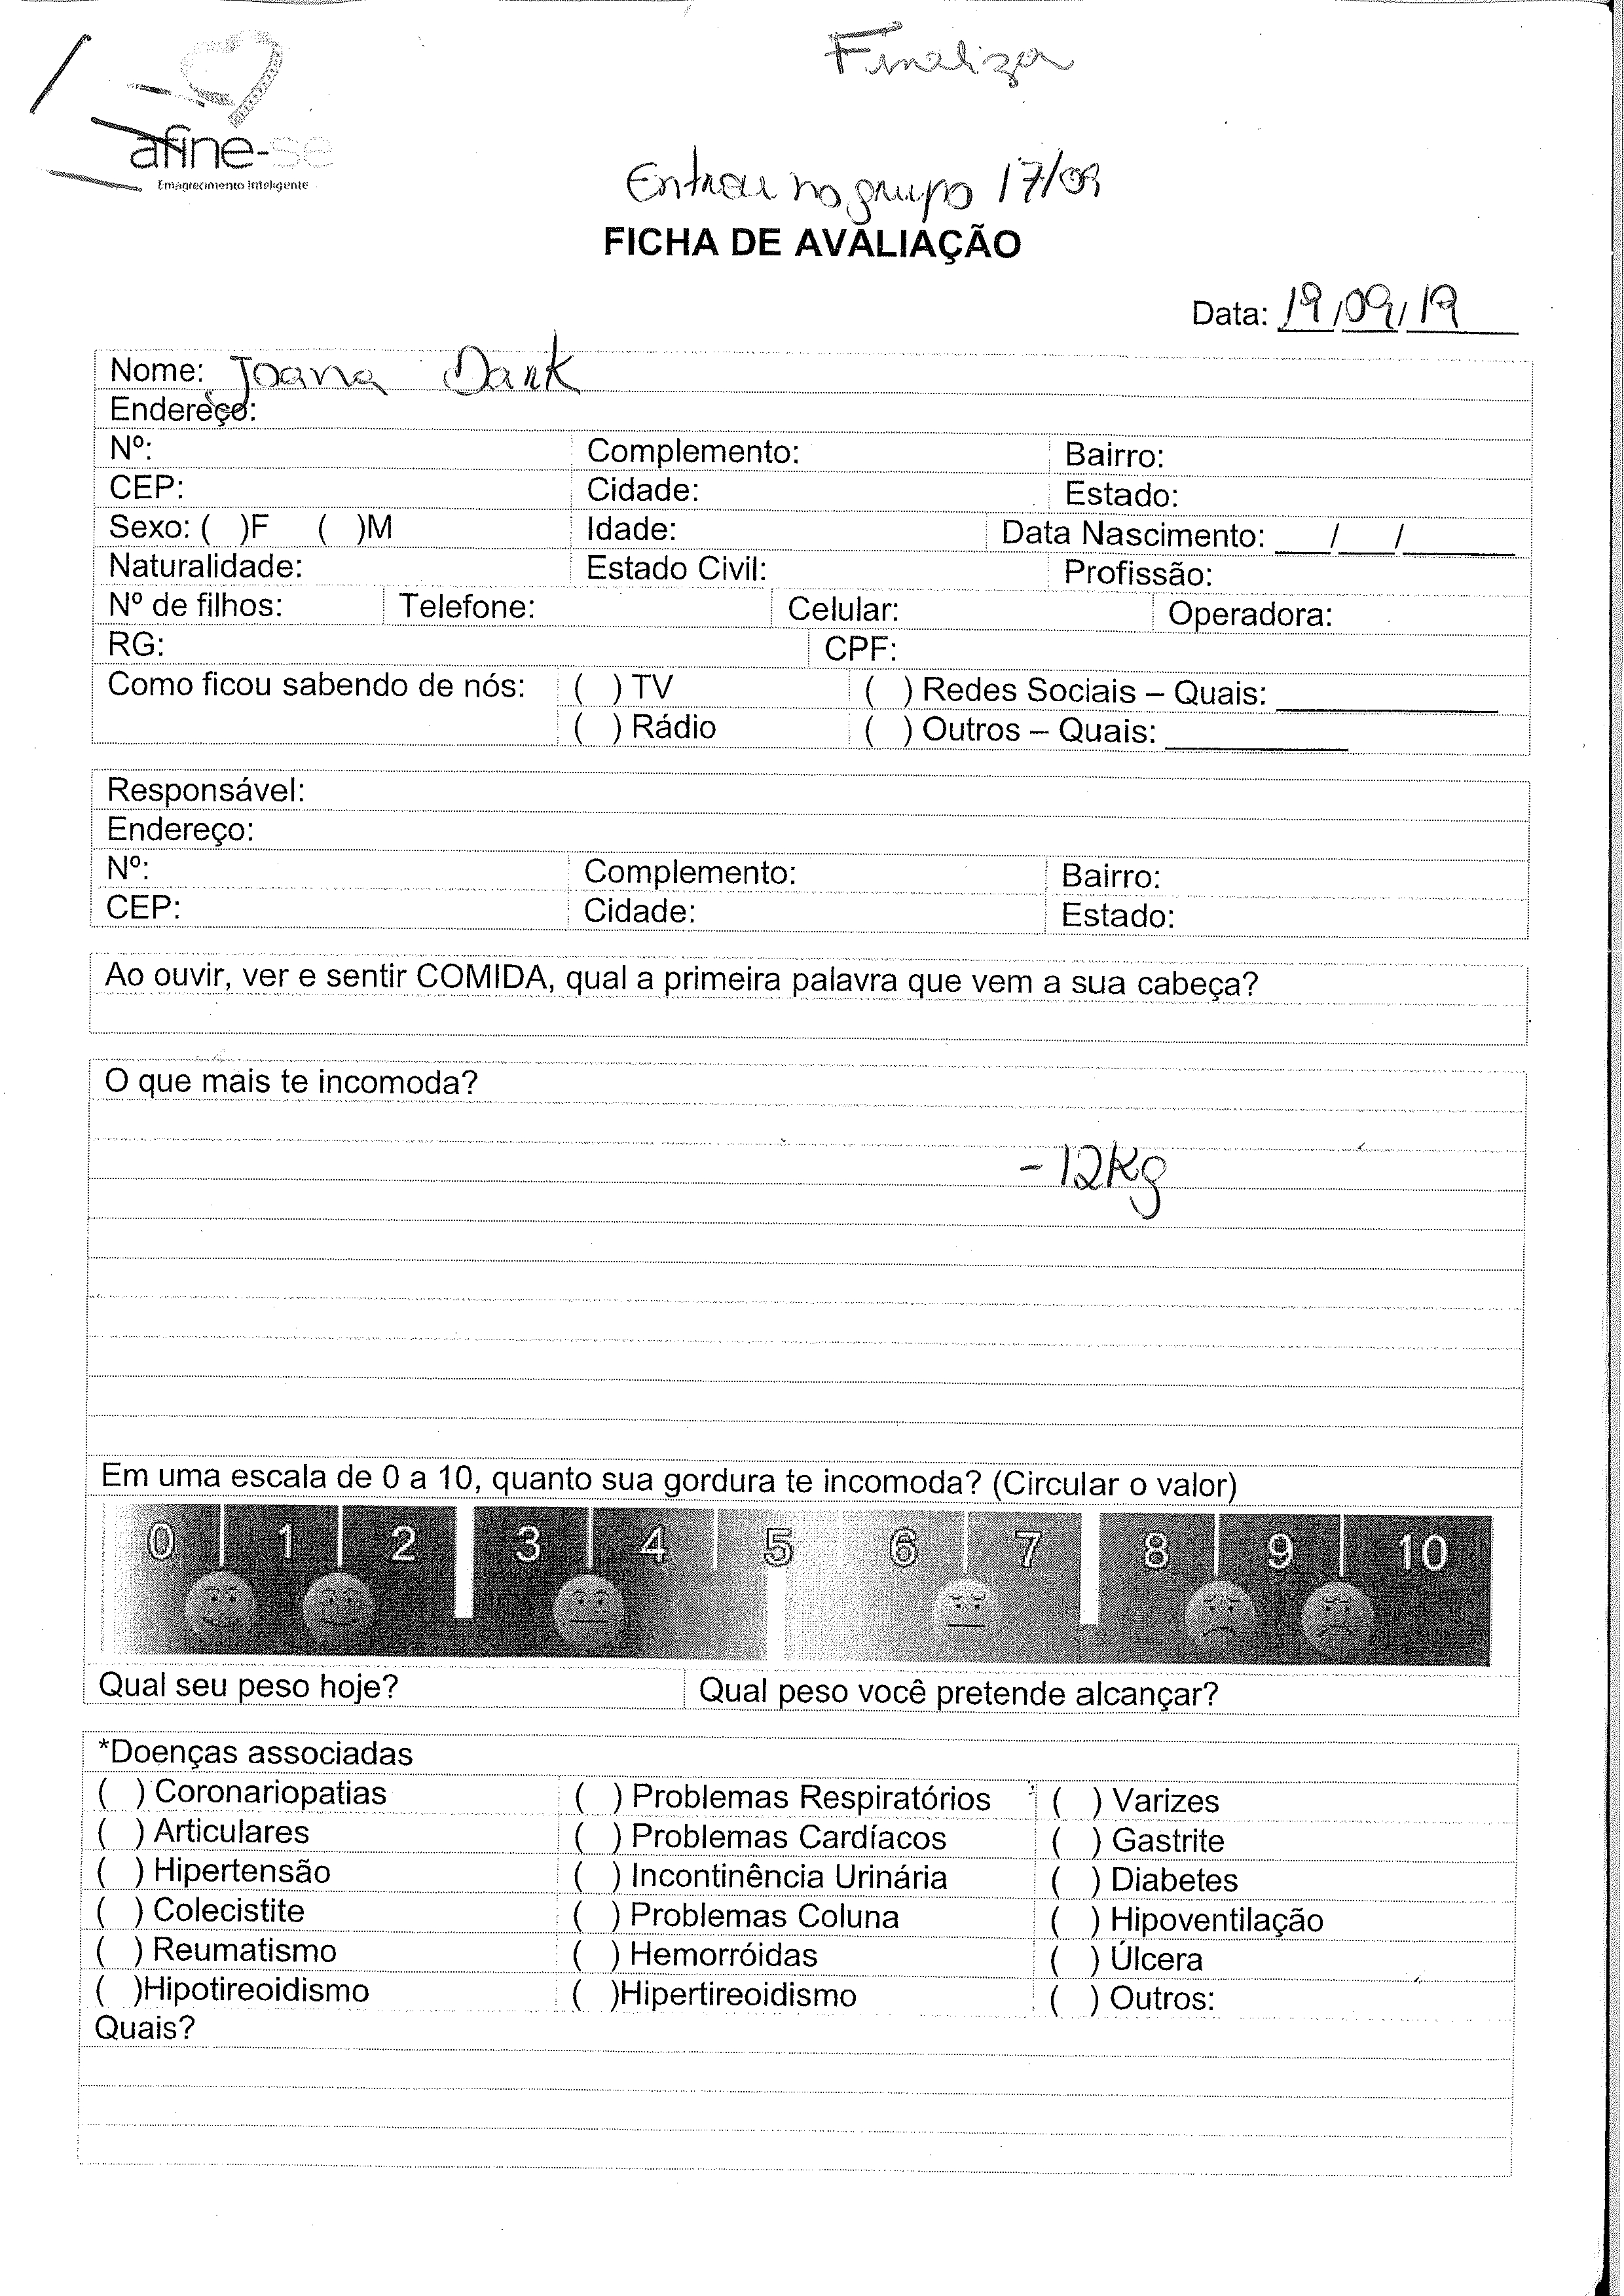 Finalizar
afine-se
Emagrecimento Inteligente
Entrou no grupo 17/09
FICHA DE AVALIAÇÃO
Data: 19/09/19
Nome: Joana Dark
Endereço:
Nº: Complemento: Bairro:
CEP: Cidade: Estado:
Sexo: ( )F ( )M Idade: Data Nascimento: ___/___/______
Naturalidade: Estado Civil: Profissão:
Nº de filhos: Telefone: Celular: Operadora:
RG: CPF:
Como ficou sabendo de nós: ( ) TV ( ) Redes Sociais – Quais: ____________
( ) Rádio ( ) Outros – Quais: __________
Responsável:
Endereço:
Nº: Complemento: Bairro:
CEP: Cidade: Estado:
Ao ouvir, ver e sentir COMIDA, qual a primeira palavra que vem a sua cabeça?
O que mais te incomoda?
- 12Kg
Em uma escala de 0 a 10, quanto sua gordura te incomoda? (Circular o valor)
0 1 2 3 4 5 6 7 8 9 10
Qual seu peso hoje? Qual peso você pretende alcançar?
*Doenças associadas
( ) Coronariopatias ( ) Problemas Respiratórios ( ) Varizes
( ) Articulares ( ) Problemas Cardíacos ( ) Gastrite
( ) Hipertensão ( ) Incontinência Urinária ( ) Diabetes
( ) Colecistite ( ) Problemas Coluna ( ) Hipoventilação
( ) Reumatismo ( ) Hemorróidas ( ) Úlcera
( )Hipotireoidismo ( )Hipertireoidismo ( ) Outros:
Quais?